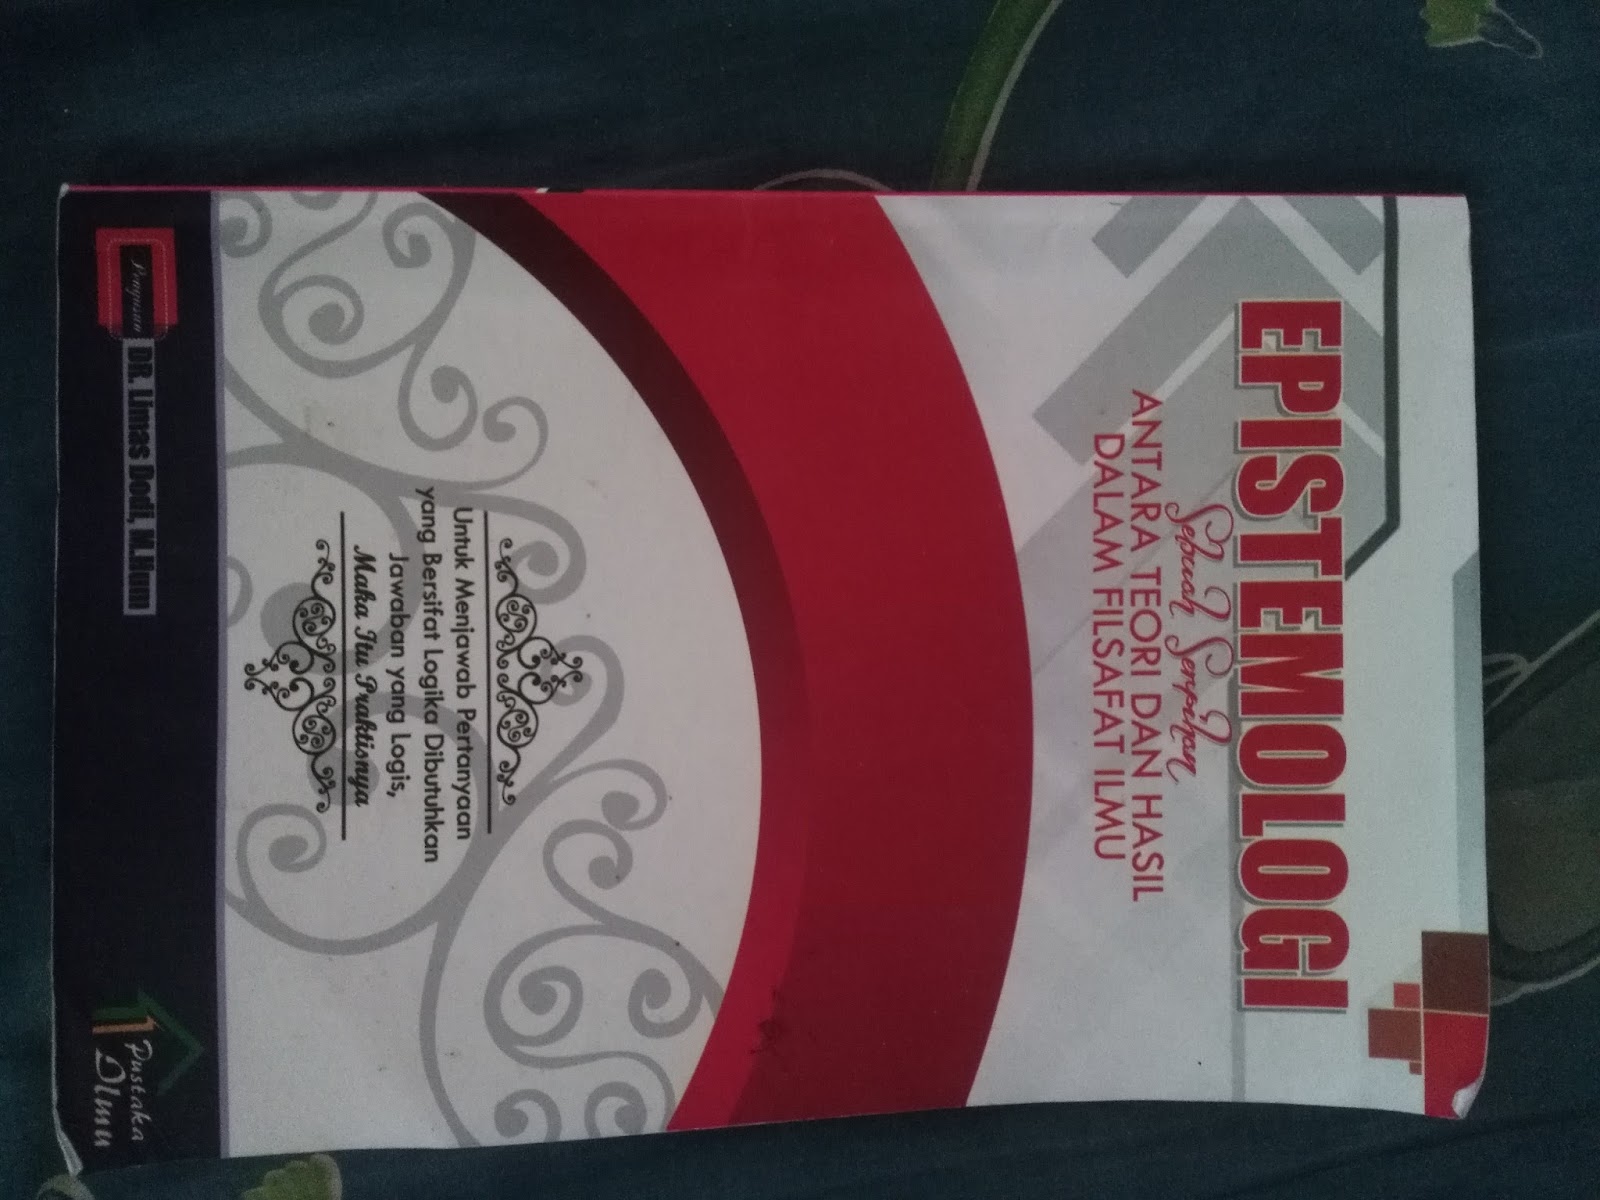 EPISTEMOLOGI
Sebuah Serpihan
ANTARA TEORI DAN HASIL
DALAM FILSAFAT ILMU
Untuk Menjawab Pertanyaan
yang Bersifat Logika Dibutuhkan
Jawaban yang Logis,
Maka Itu Praktisnya
Penyusun
DR. Limas Dodi, M.Hum
Pustaka
Ilmu